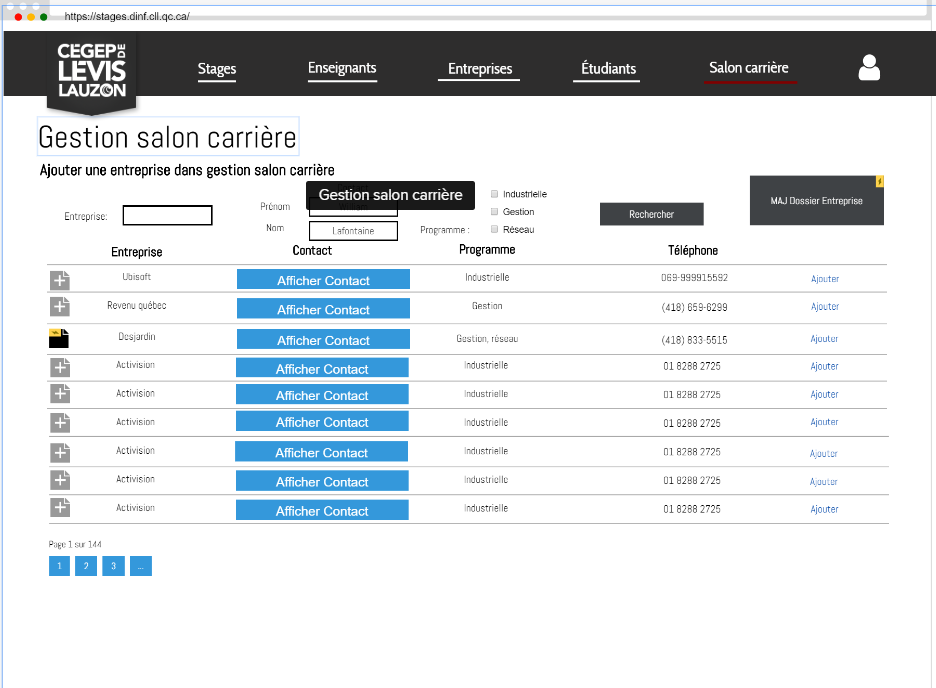 https://stages.dinf.cll.qc.ca/
CEGEP DE
LÉVIS
LAUZON
Stages
Enseignants
Entreprises
Étudiants
Salon carrière
Gestion salon carrière
Ajouter une entreprise dans gestion salon carrière
Gestion salon carrière
Entreprise:
Prénom
Nom
Lafontaine
Programme :
Industrielle
Gestion
Réseau
Rechercher
MAJ Dossier Entreprise
Entreprise Contact Programme Téléphone
Ubisoft Afficher Contact Industrielle 069-999915592 Ajouter
Revenu québec Afficher Contact Gestion (418) 659-6299 Ajouter
Desjardin Afficher Contact Gestion, réseau (418) 833-5515 Ajouter
Activision Afficher Contact Industrielle 01 8288 2725 Ajouter
Activision Afficher Contact Industrielle 01 8288 2725 Ajouter
Activision Afficher Contact Industrielle 01 8288 2725 Ajouter
Activision Afficher Contact Industrielle 01 8288 2725 Ajouter
Activision Afficher Contact Industrielle 01 8288 2725 Ajouter
Activision Afficher Contact Industrielle 01 8288 2725 Ajouter
Page 1 sur 144
1 2 3 ...